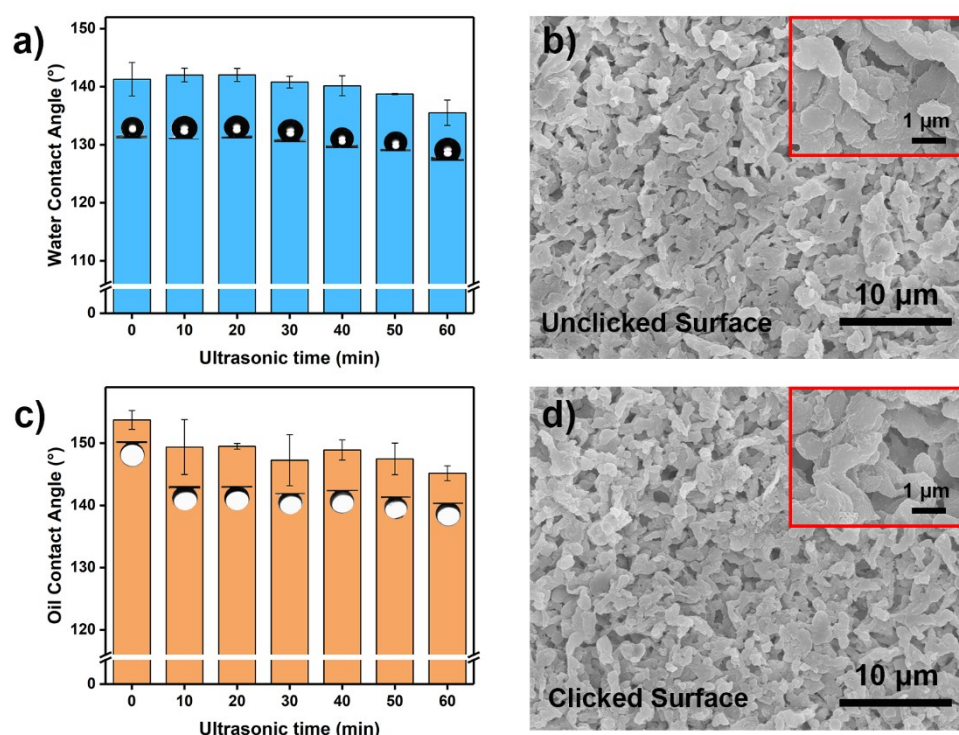 a)
Water Contact Angle (°)
150
140
130
120
110
0
0 10 20 30 40 50 60
Ultrasonic time (min)
b)
1 µm
10 µm
Unclicked Surface
c)
Oil Contact Angle (°)
150
140
130
120
0
0 10 20 30 40 50 60
Ultrasonic time (min)
d)
1 µm
10 µm
Clicked Surface